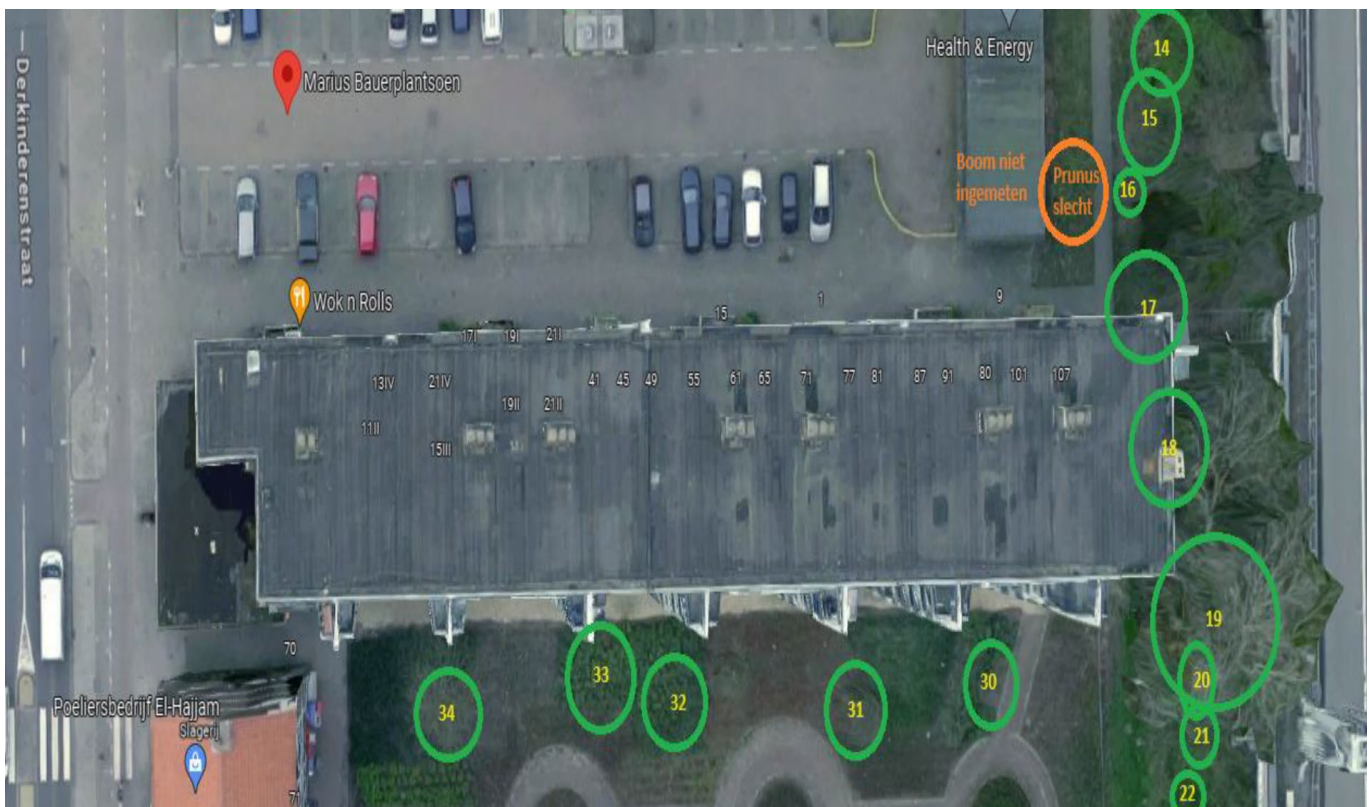 Derkinderenstraat
Marius Bauerplantsoen
Health & Energy
14
15
Boom niet
ingemeten
Prunus
slecht
16
Wok n Rolls
17
1
9
15
17I
19I
21I
13IV
21IV
41
45
49
55
61
65
71
77
81
87
91
80
101
107
19II
21II
11II
15III
18
19
20
21
22
30
31
32
33
34
70
Poeliersbedrijf El-Hajjam
Slagerij
71